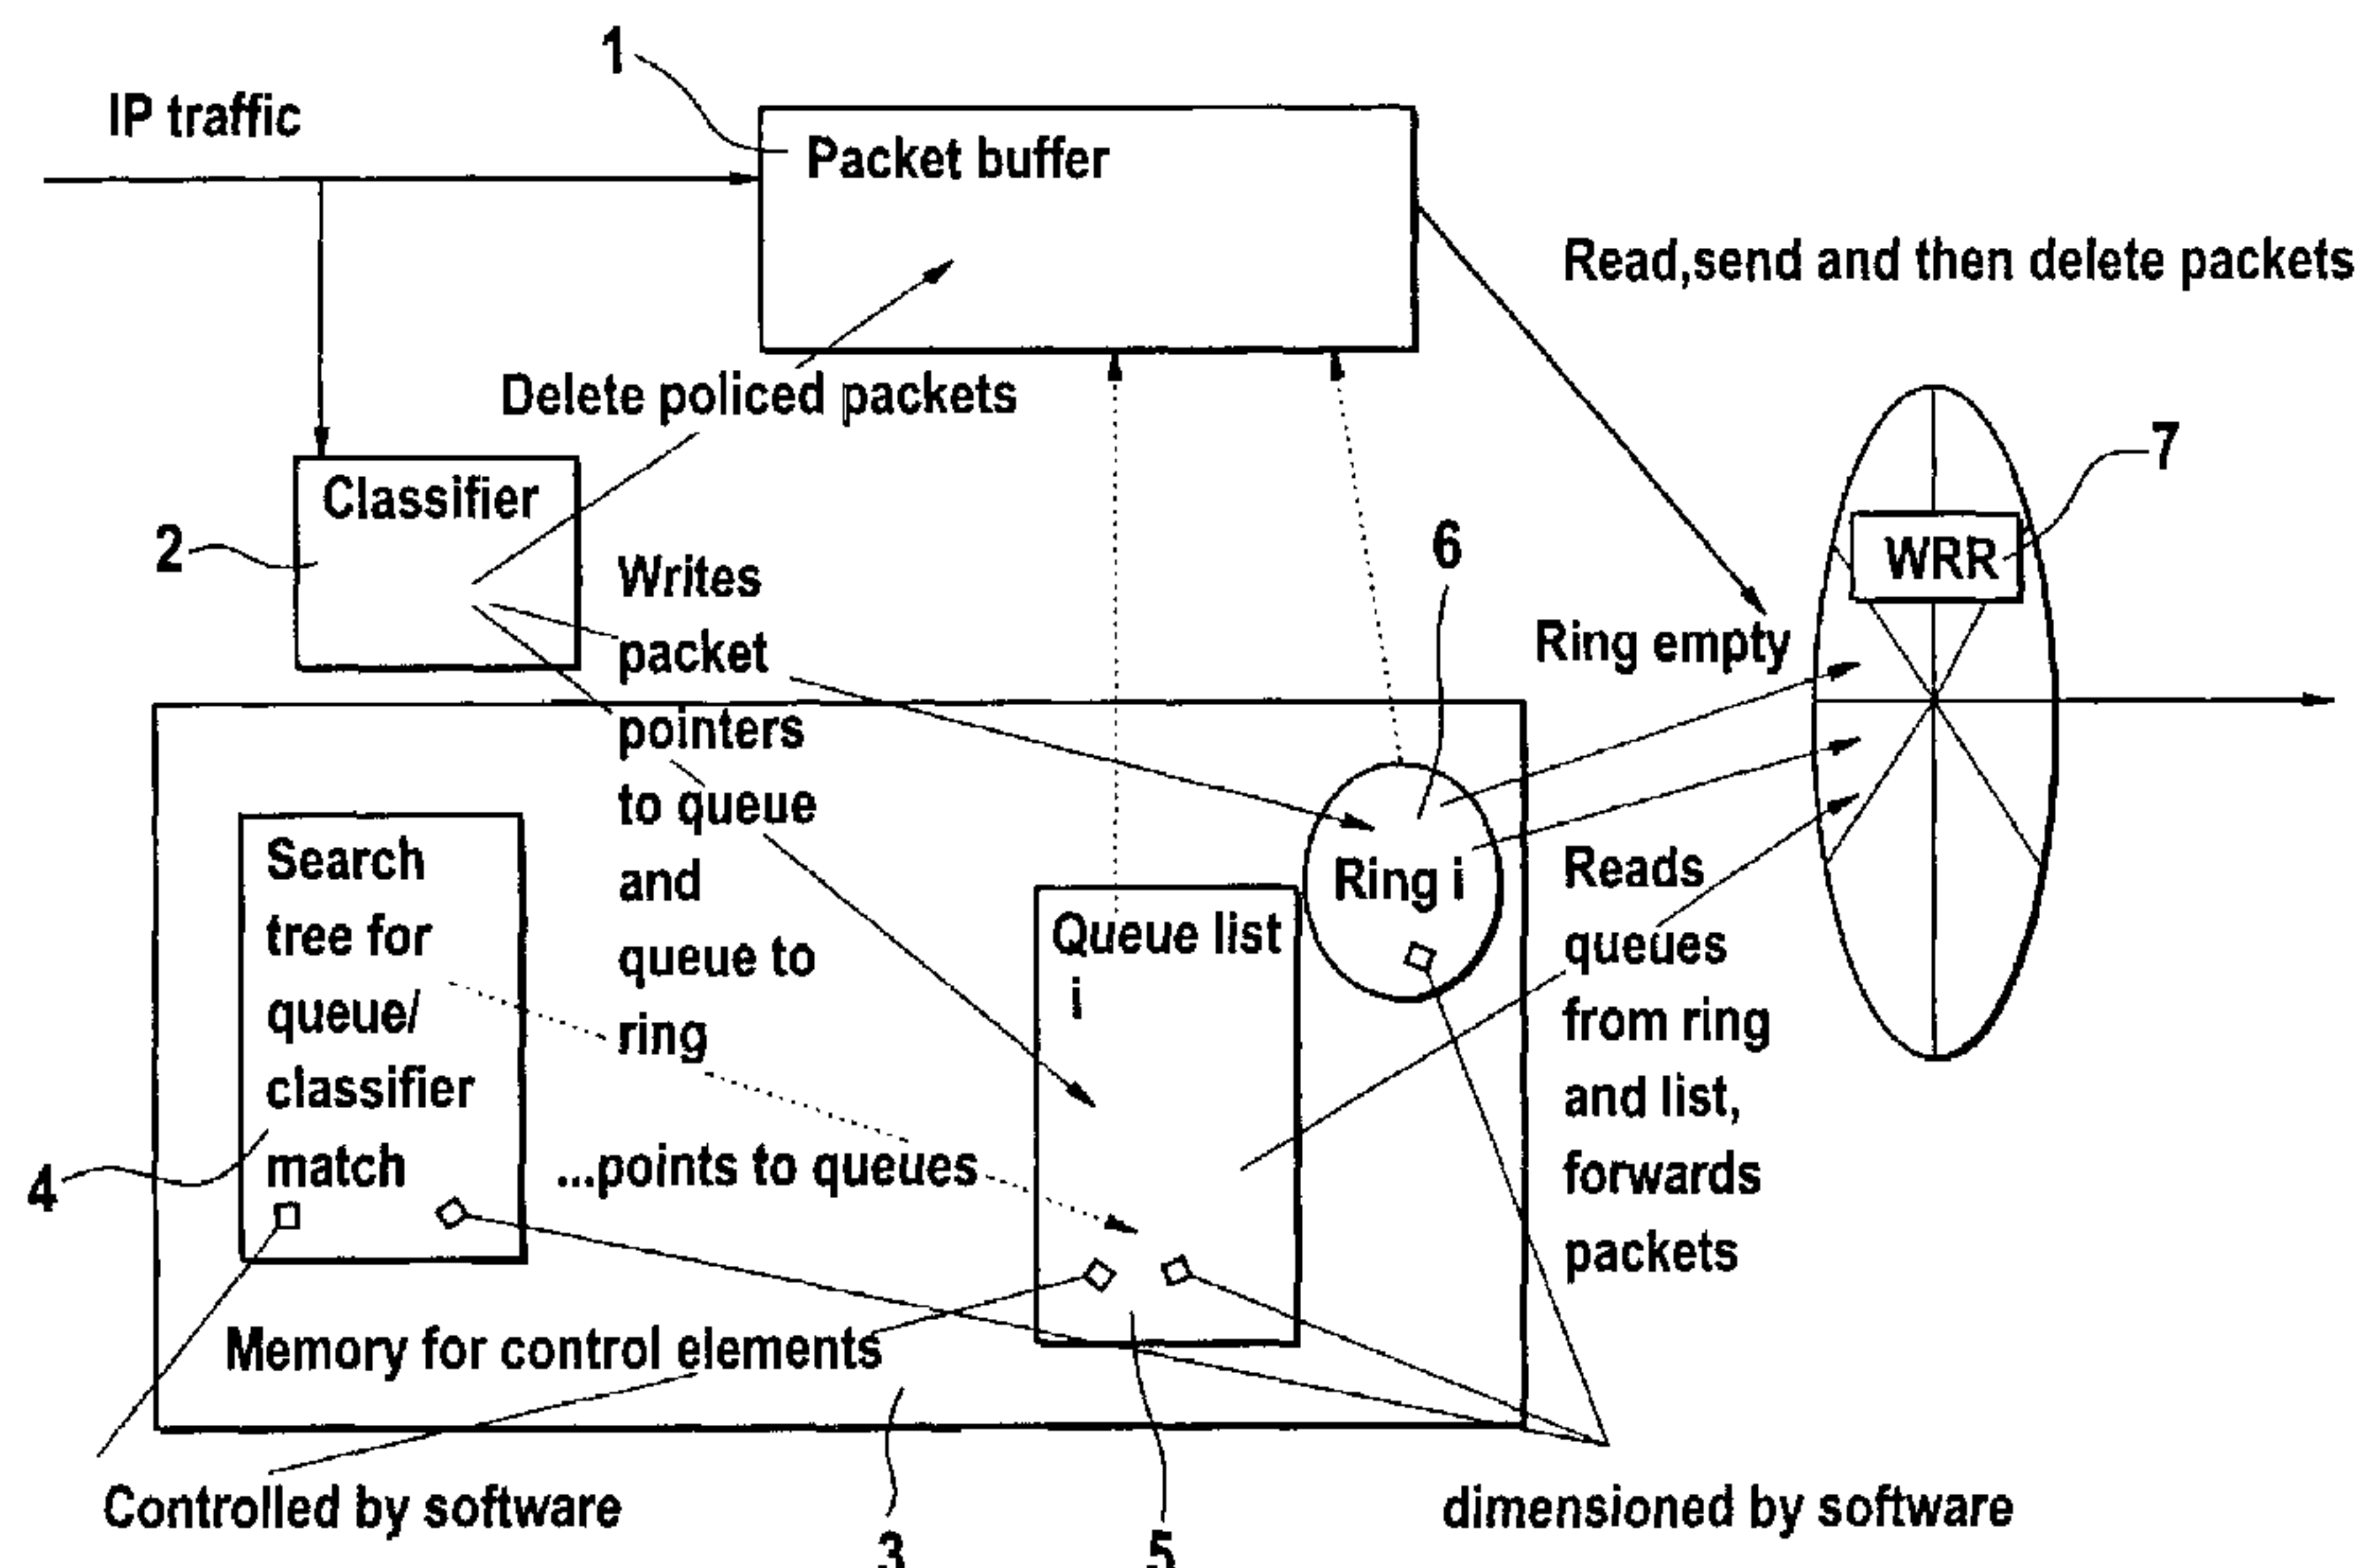 1
IP traffic
Packet buffer
Read,send and then delete packets
Delete policed packets
7
Classifier
2
6
WRR
Writes
packet
pointers
to queue
and
queue to
ring
Ring empty
Search
tree for
queue/
classifier
match
4
Ring i
Queue list
i
Reads
queues
from ring
and list,
forwards
packets
...points to queues
Memory for control elements
Controlled by software
3
5
dimensioned by software